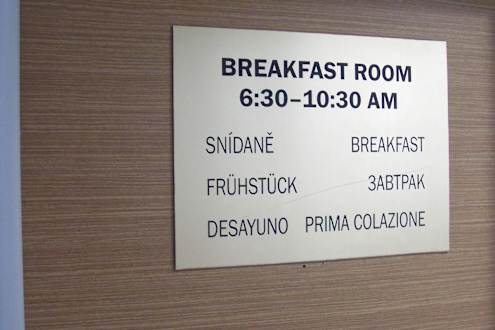 BREAKFAST ROOM
6:30–10:30 AM
SNÍDANĚ BREAKFAST
FRÜHSTÜCK ЗАВТРАК
DESAYUNO PRIMA COLAZIONE